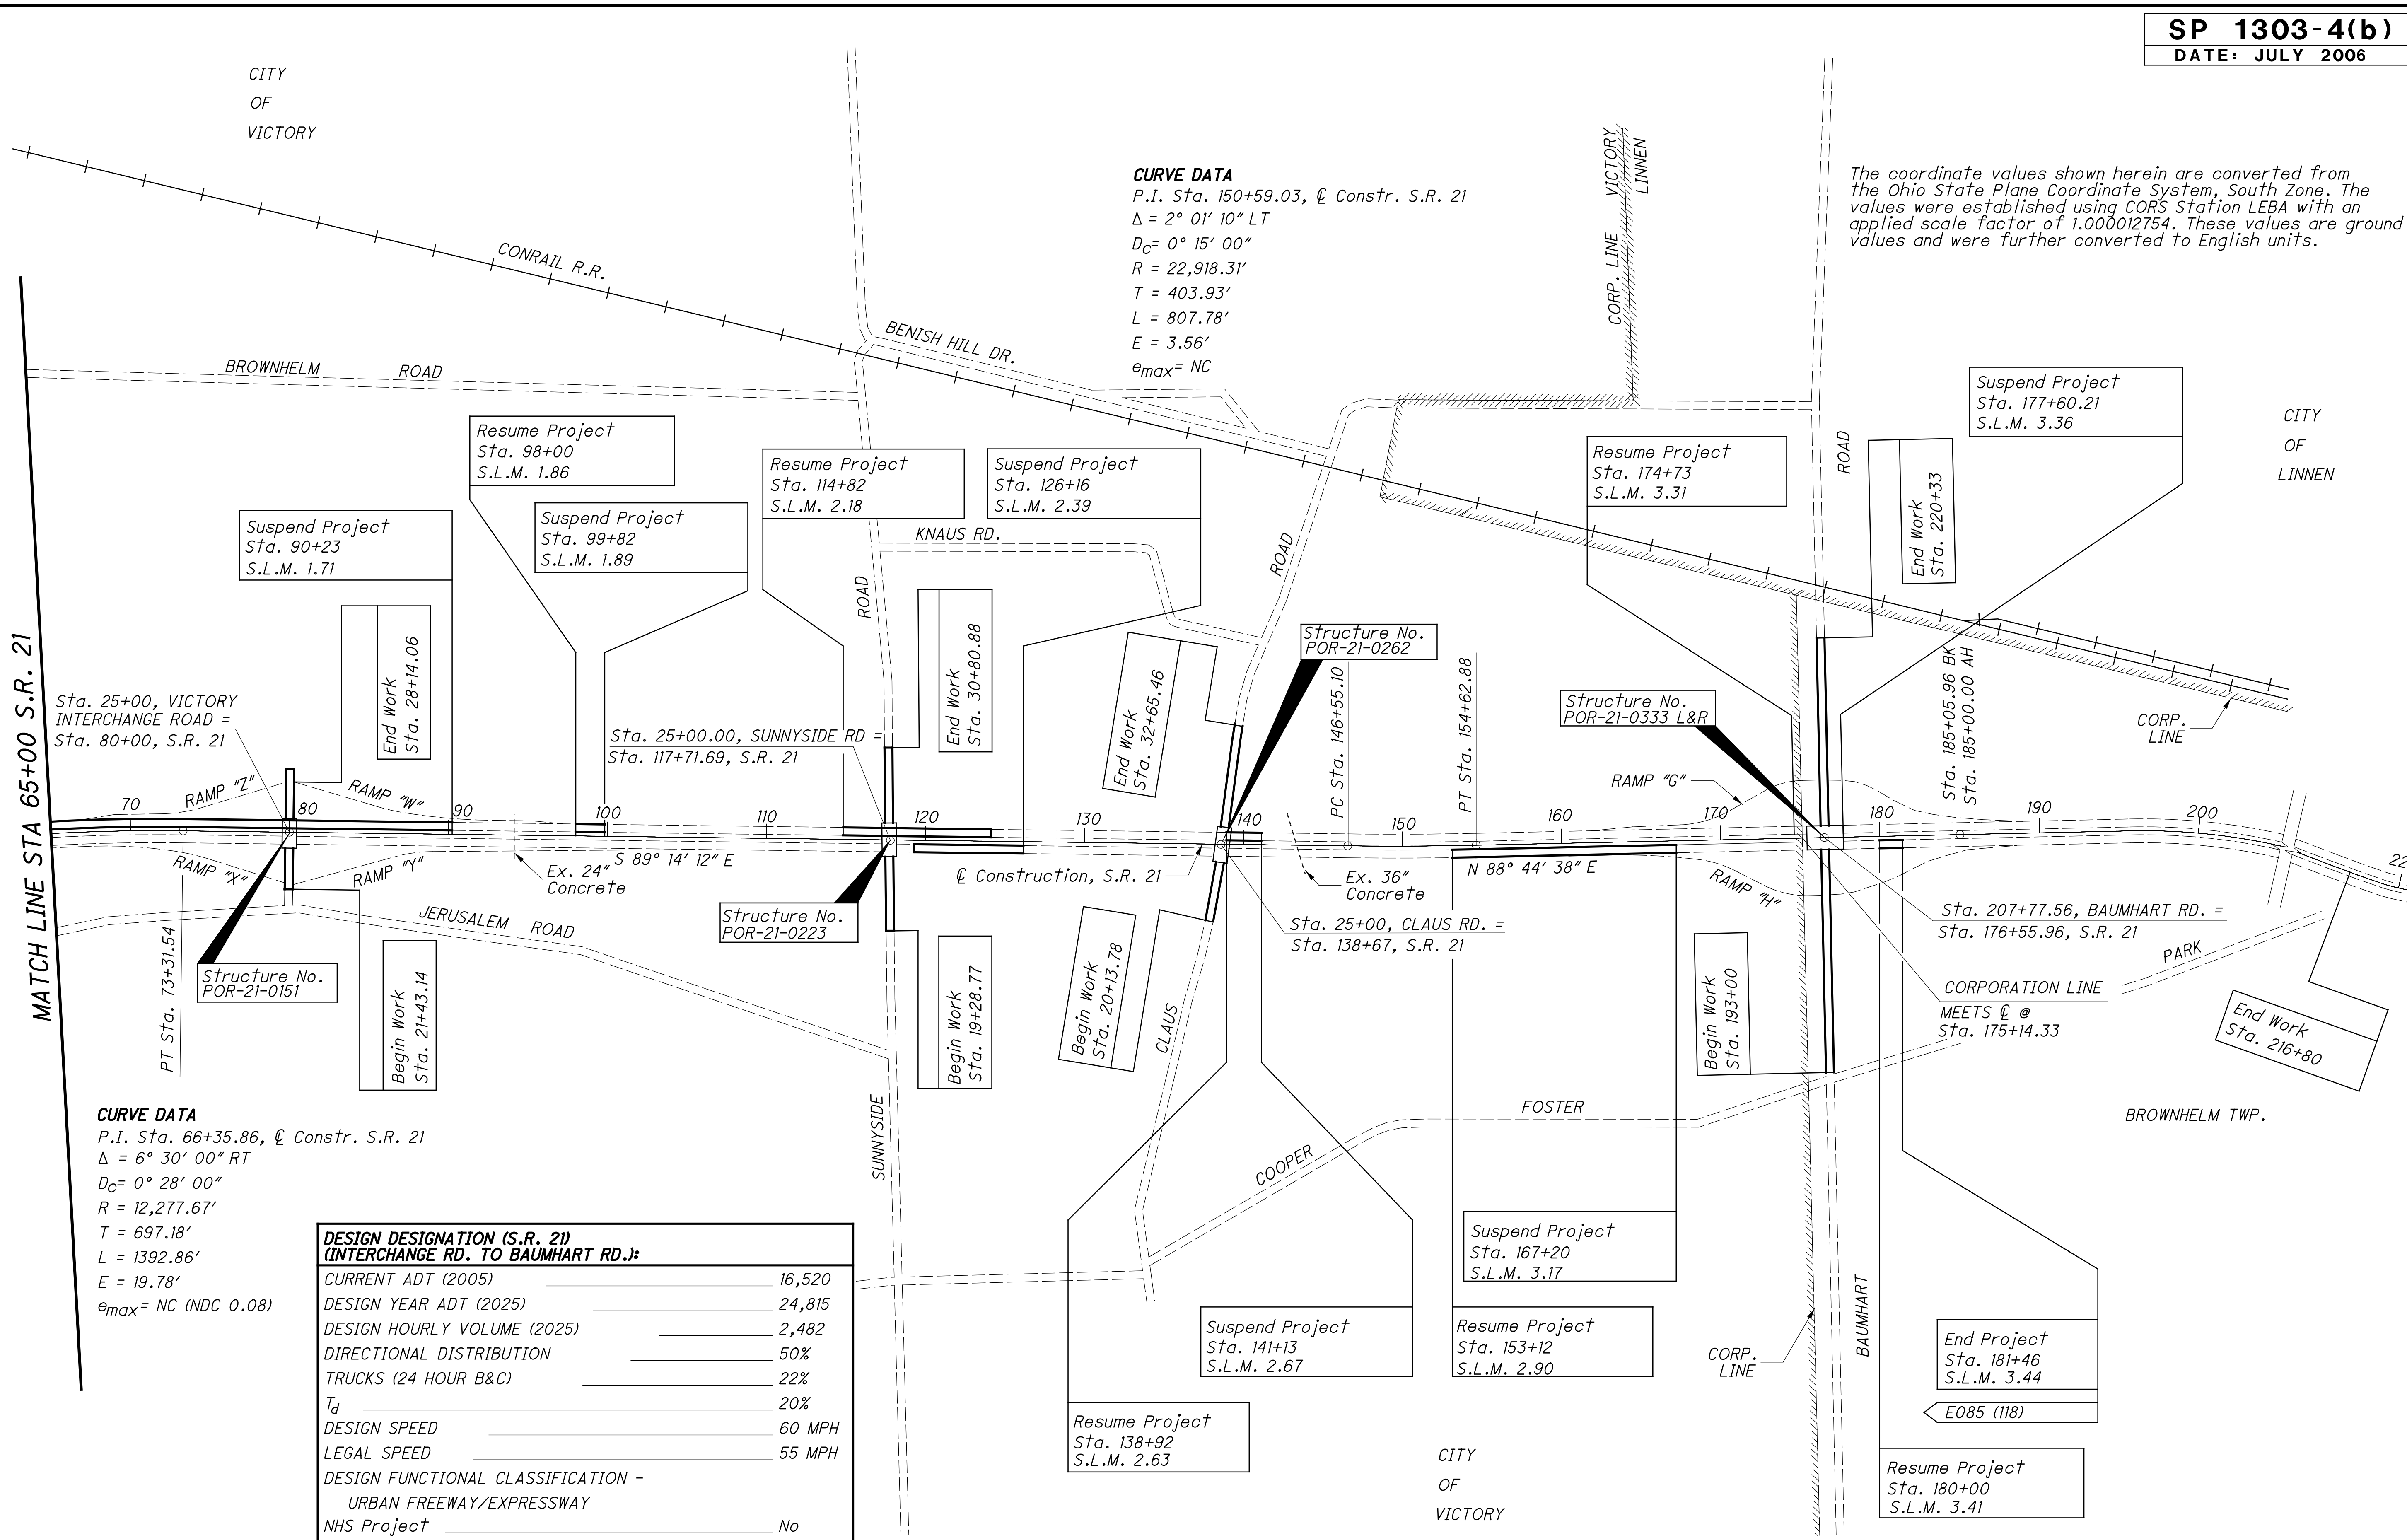 SP 1303-4(b)
DATE: JULY 2006
CITY
OF
VICTORY
CONRAIL R.R.
BROWNHELM ROAD
BENISH HILL DR.
CURVE DATA
P.I. Sta. 150+59.03, ℄ Constr. S.R. 21
Δ = 2° 01' 10" LT
Dc= 0° 15' 00"
R = 22,918.31'
T = 403.93'
L = 807.78'
E = 3.56'
emax= NC
CORP. LINE
VICTORY
LINNEN
The coordinate values shown herein are converted from
the Ohio State Plane Coordinate System, South Zone. The
values were established using CORS Station LEBA with an
applied scale factor of 1.000012754. These values are ground
values and were further converted to English units.
MATCH LINE STA 65+00 S.R. 21
Suspend Project
Sta. 90+23
S.L.M. 1.71
Resume Project
Sta. 98+00
S.L.M. 1.86
Suspend Project
Sta. 99+82
S.L.M. 1.89
Resume Project
Sta. 114+82
S.L.M. 2.18
Suspend Project
Sta. 126+16
S.L.M. 2.39
Resume Project
Sta. 174+73
S.L.M. 3.31
Suspend Project
Sta. 177+60.21
S.L.M. 3.36
CITY
OF
LINNEN
ROAD
KNAUS RD.
ROAD
ROAD
End Work
Sta. 28+14.06
End Work
Sta. 30+80.88
End Work
Sta. 32+65.46
End Work
Sta. 220+33
Structure No.
POR-21-0262
Structure No.
POR-21-0333 L&R
PC Sta. 146+55.10
PT Sta. 154+62.88
Sta. 185+05.96 BK
Sta. 185+00.00 AH
CORP.
LINE
Sta. 25+00, VICTORY
INTERCHANGE ROAD =
Sta. 80+00, S.R. 21
Sta. 25+00.00, SUNNYSIDE RD =
Sta. 117+71.69, S.R. 21
RAMP "Z"
RAMP "W"
RAMP "G"
70
80
90
100
110
120
130
140
150
160
170
180
190
200
22
RAMP "X"
RAMP "Y"
RAMP "H"
Ex. 24"
Concrete
S 89° 14' 12" E
℄ Construction, S.R. 21
Ex. 36"
Concrete
N 88° 44' 38" E
JERUSALEM ROAD
Structure No.
POR-21-0151
Structure No.
POR-21-0223
Sta. 25+00, CLAUS RD. =
Sta. 138+67, S.R. 21
Sta. 207+77.56, BAUMHART RD. =
Sta. 176+55.96, S.R. 21
PT Sta. 73+31.54
Begin Work
Sta. 21+43.14
Begin Work
Sta. 19+28.77
Begin Work
Sta. 20+13.78
CLAUS
Begin Work
Sta. 193+00
PARK
CORPORATION LINE
MEETS ℄ @
Sta. 175+14.33
End Work
Sta. 216+80
SUNNYSIDE
COOPER
FOSTER
BROWNHELM TWP.
CURVE DATA
P.I. Sta. 66+35.86, ℄ Constr. S.R. 21
Δ = 6° 30' 00" RT
Dc= 0° 28' 00"
R = 12,277.67'
T = 697.18'
L = 1392.86'
E = 19.78'
emax= NC (NDC 0.08)
DESIGN DESIGNATION (S.R. 21)
(INTERCHANGE RD. TO BAUMHART RD.):
CURRENT ADT (2005) 16,520
DESIGN YEAR ADT (2025) 24,815
DESIGN HOURLY VOLUME (2025) 2,482
DIRECTIONAL DISTRIBUTION 50%
TRUCKS (24 HOUR B&C) 22%
Td 20%
DESIGN SPEED 60 MPH
LEGAL SPEED 55 MPH
DESIGN FUNCTIONAL CLASSIFICATION -
URBAN FREEWAY/EXPRESSWAY
NHS Project No
Resume Project
Sta. 138+92
S.L.M. 2.63
Suspend Project
Sta. 141+13
S.L.M. 2.67
Suspend Project
Sta. 167+20
S.L.M. 3.17
Resume Project
Sta. 153+12
S.L.M. 2.90
CITY
OF
VICTORY
CORP.
LINE
BAUMHART
End Project
Sta. 181+46
S.L.M. 3.44
E085 (118)
Resume Project
Sta. 180+00
S.L.M. 3.41